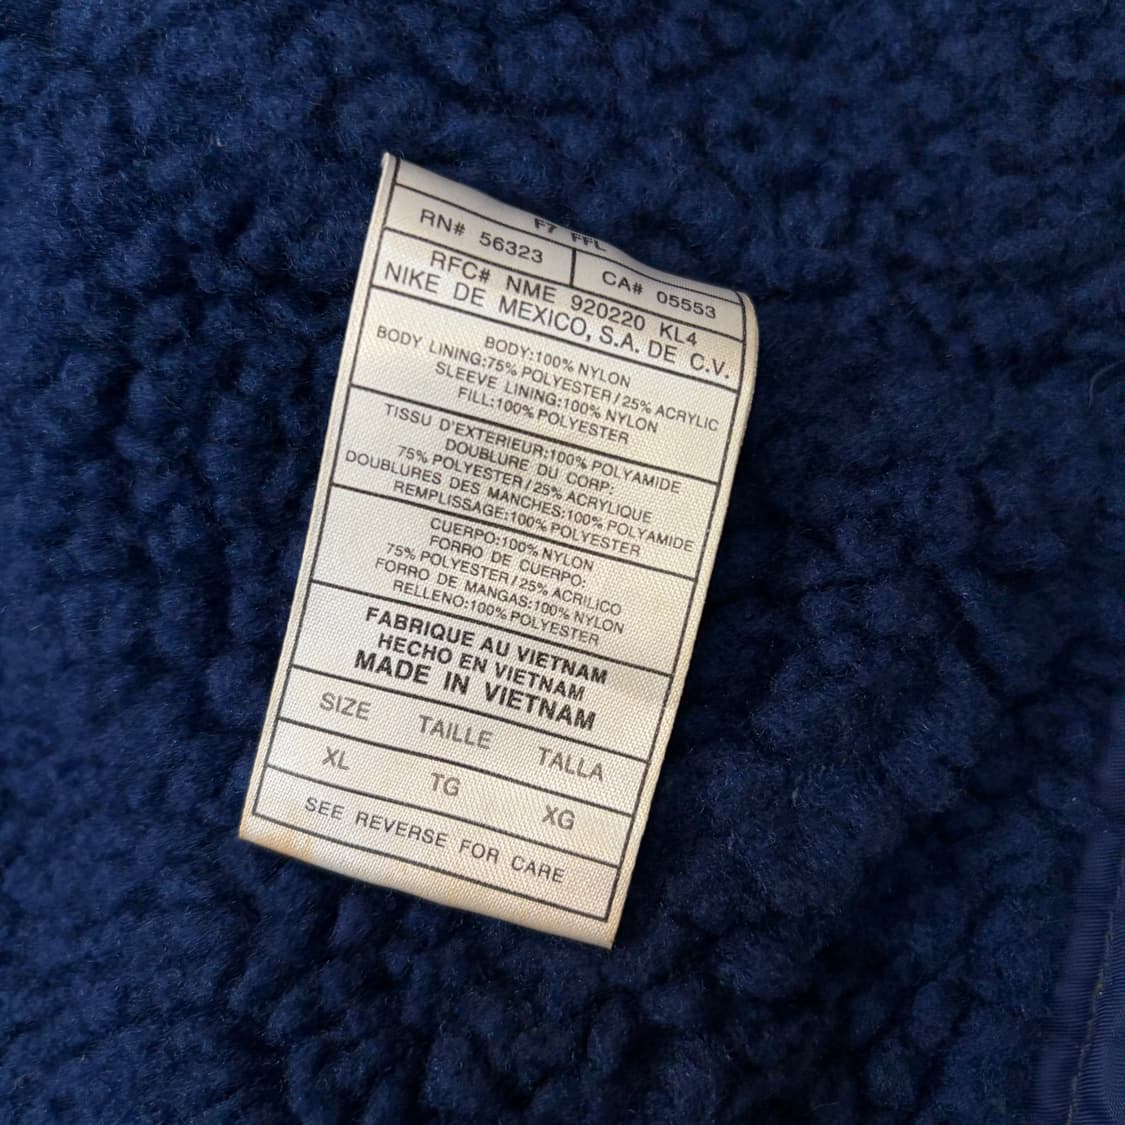 F7 FFL
RN# 56323 CA# 05553
RFC# NME 920220 KL4
NIKE DE MEXICO, S.A. DE C.V.
BODY:100% NYLON
BODY LINING:75% POLYESTER/25% ACRYLIC
SLEEVE LINING:100% NYLON
FILL:100% POLYESTER
TISSU D'EXTERIEUR:100% POLYAMIDE
DOUBLURE DU CORP:
75% POLYESTER/25% ACRYLIQUE
DOUBLURES DES MANCHES:100% POLYAMIDE
REMPLISSAGE:100% POLYESTER
CUERPO:100% NYLON
FORRO DE CUERPO:
75% POLYESTER/25% ACRILICO
FORRO DE MANGAS:100% NYLON
RELLENO:100% POLYESTER
FABRIQUE AU VIETNAM
HECHO EN VIETNAM
MADE IN VIETNAM
SIZE TAILLE TALLA
XL TG XG
SEE REVERSE FOR CARE